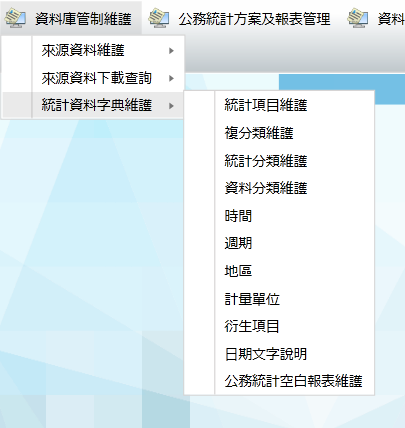 資料庫管制維護 公務統計方案及報表管理 資料
來源資料維護
來源資料下載查詢
統計資料字典維護
統計項目維護
複分類維護
統計分類維護
資料分類維護
時間
週期
地區
計量單位
衍生項目
日期文字說明
公務統計空白報表維護